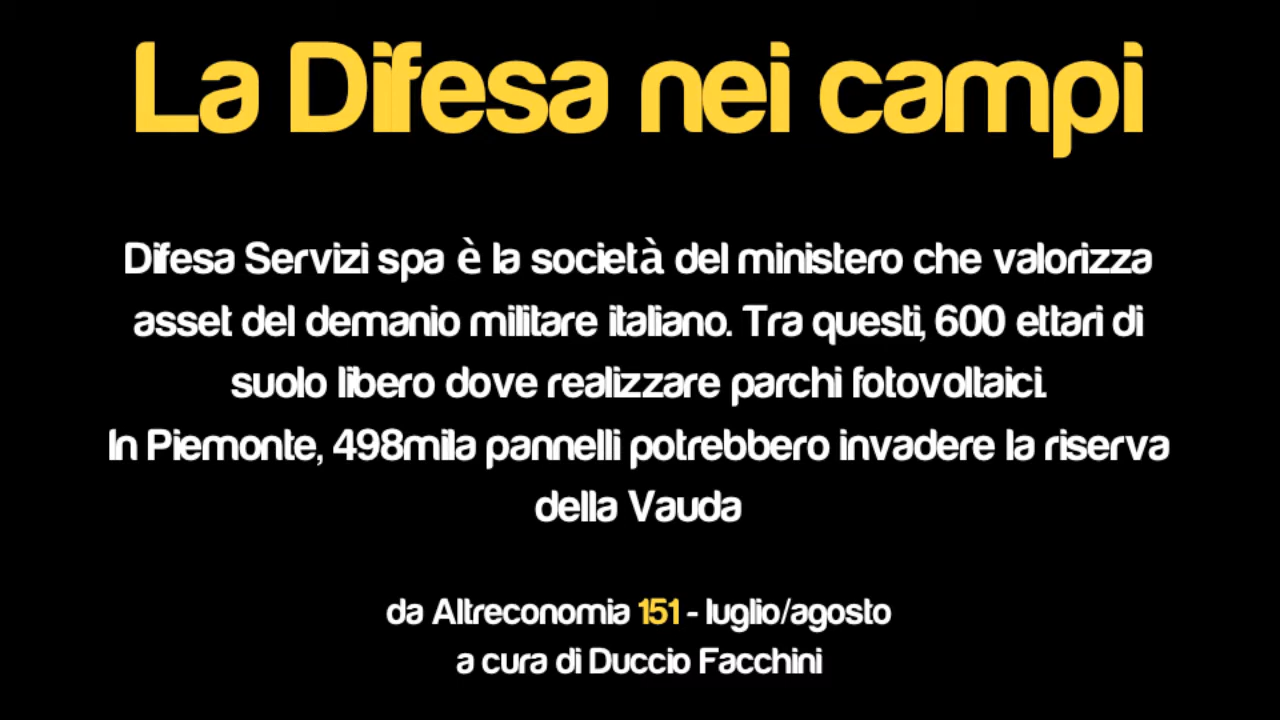 La Difesa nei campi
Difesa Servizi spa è la società del ministero che valorizza
asset del demanio militare italiano. Tra questi, 600 ettari di
suolo libero dove realizzare parchi fotovoltaici.
In Piemonte, 498mila pannelli potrebbero invadere la riserva
della Vauda
da Altreconomia 151 - luglio/agosto
a cura di Duccio Facchini